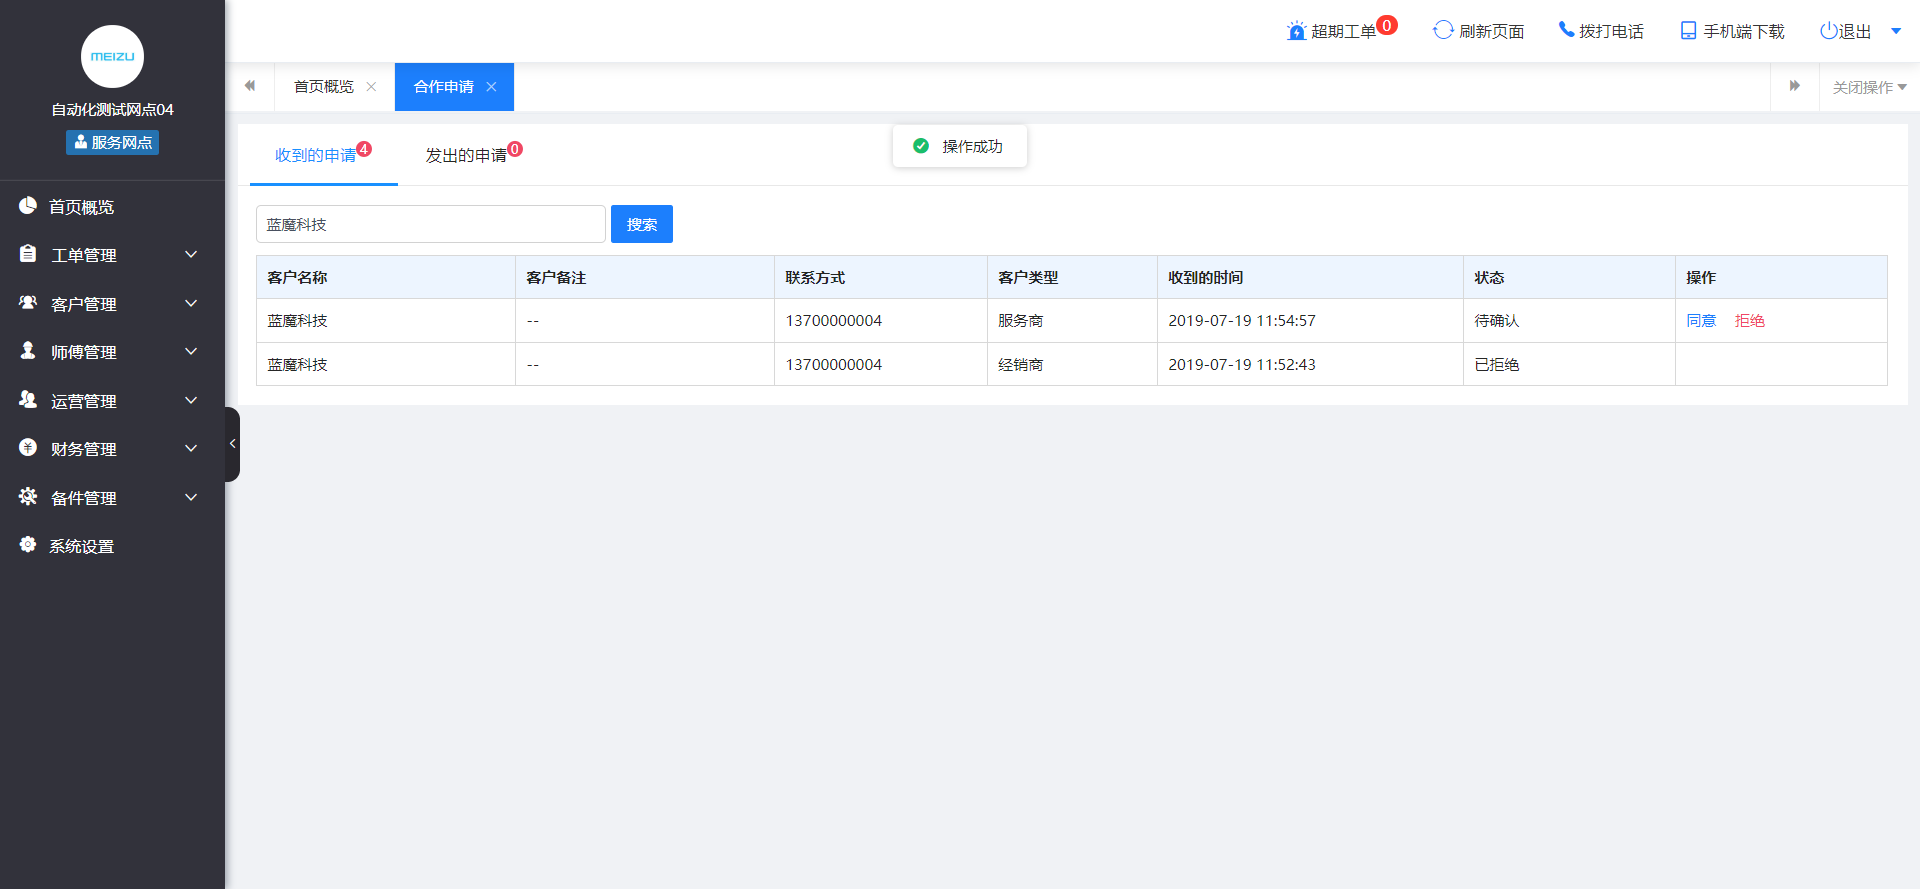 MEIZU
自动化测试网点04
服务网点
首页概览
工单管理
客户管理
师傅管理
运营管理
财务管理
备件管理
系统设置
超期工单 0 刷新页面 拨打电话 手机端下载 退出
首页概览 合作申请 关闭操作
收到的申请 4 发出的申请 0
操作成功
蓝魔科技 搜索
客户名称 客户备注 联系方式 客户类型 收到的时间 状态 操作
蓝魔科技 -- 13700000004 服务商 2019-07-19 11:54:57 待确认 同意 拒绝
蓝魔科技 -- 13700000004 经销商 2019-07-19 11:52:43 已拒绝